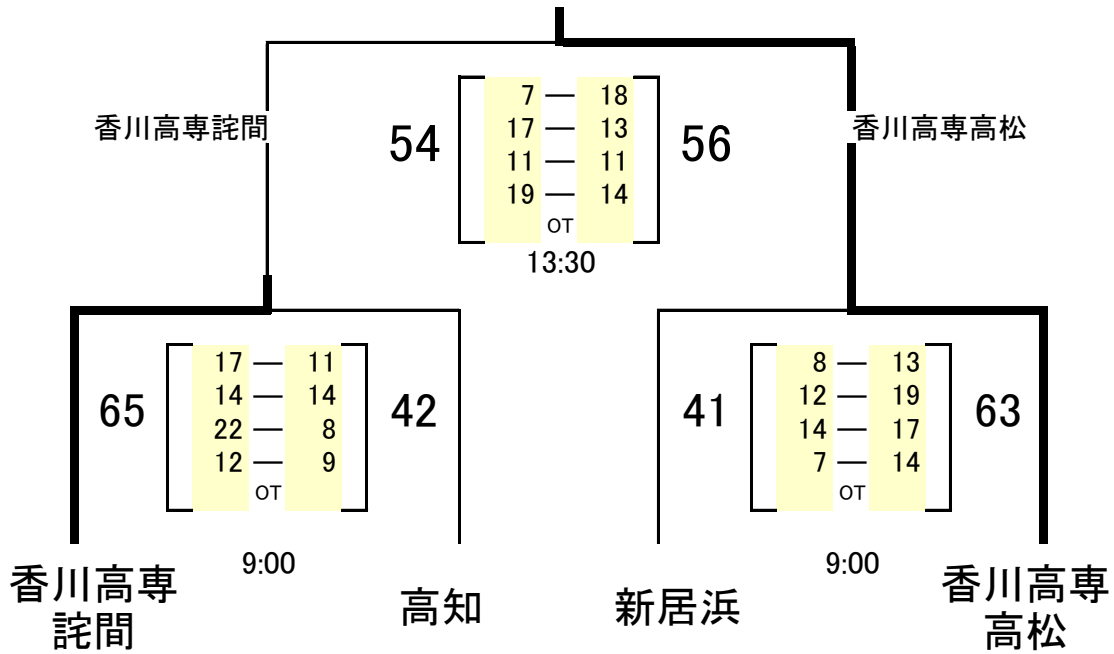 7 — 18
香川高専詫間 54 17 — 13 56 香川高専高松
11 — 11
19 — 14
OT
13:30
17 — 11 8 — 13
65 14 — 14 42 41 12 — 19 63
22 — 8 14 — 17
12 — 9 7 — 14
OT OT
9:00 9:00
香川高専
詫間
高知
新居浜
香川高専
高松